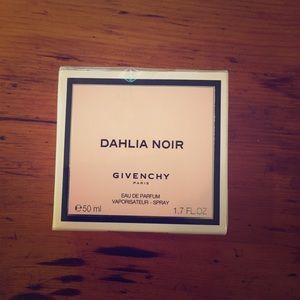 DAHLIA NOIR
GIVENCHY
PARIS
EAU DE PARFUM
VAPORISATEUR - SPRAY
℮50 ml 1.7 FL.OZ